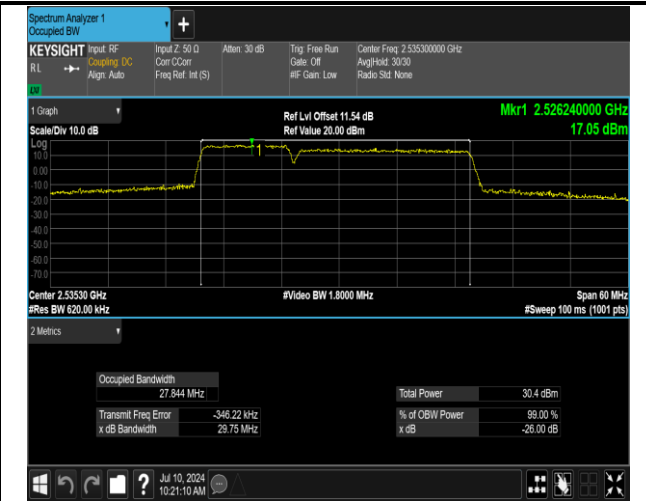 Spectrum Analyzer 1
Occupied BW
+
KEYSIGHT Input: RF Input Z: 50 Ω Atten: 30 dB Trig: Free Run Center Freq: 2.535300000 GHz
RL Coupling: DC Corr CCorr Gate: Off Avg|Hold: 30/30
Align: Auto Freq Ref: Int (S) #IF Gain: Low Radio Std: None
1 Graph
Ref Lvl Offset 11.54 dB Mkr1 2.526240000 GHz
Scale/Div 10.0 dB Ref Value 20.00 dBm 17.05 dBm
Log
10.0
0.00
-10.0
-20.0
-30.0
-40.0
-50.0
-60.0
-70.0
1
Center 2.53530 GHz #Video BW 1.8000 MHz Span 60 MHz
#Res BW 620.00 kHz #Sweep 100 ms (1001 pts)
2 Metrics
Occupied Bandwidth
27.844 MHz Total Power 30.4 dBm
Transmit Freq Error -346.22 kHz % of OBW Power 99.00 %
x dB Bandwidth 29.75 MHz x dB -26.00 dB
? Jul 10, 2024
10:21:10 AM